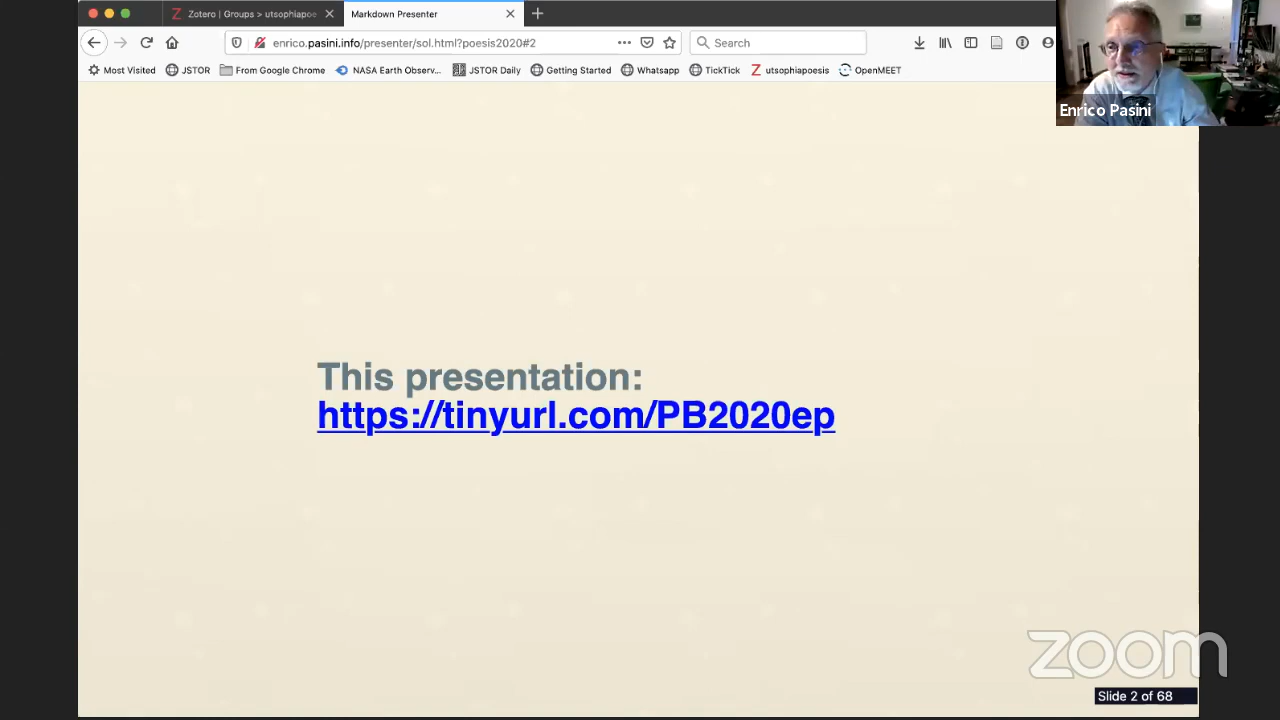 Zotero | Groups > utsophiapoe
Markdown Presenter
enrico.pasini.info/presenter/sol.html?poesis2020#2
Search
Most Visited
JSTOR
From Google Chrome
NASA Earth Observ...
JSTOR Daily
Getting Started
Whatsapp
TickTick
utsophiapoesis
OpenMEET
Enrico Pasini
This presentation:
https://tinyurl.com/PB2020ep
zoom
Slide 2 of 68